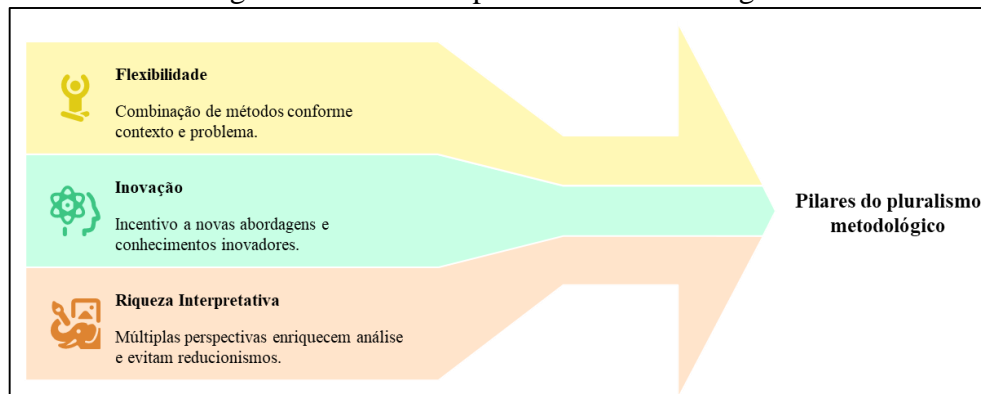 Flexibilidade
Combinação de métodos conforme
contexto e problema.
Inovação
Incentivo a novas abordagens e
conhecimentos inovadores.
Riqueza Interpretativa
Múltiplas perspectivas enriquecem análise
e evitam reducionismos.
Pilares do pluralismo
metodológico